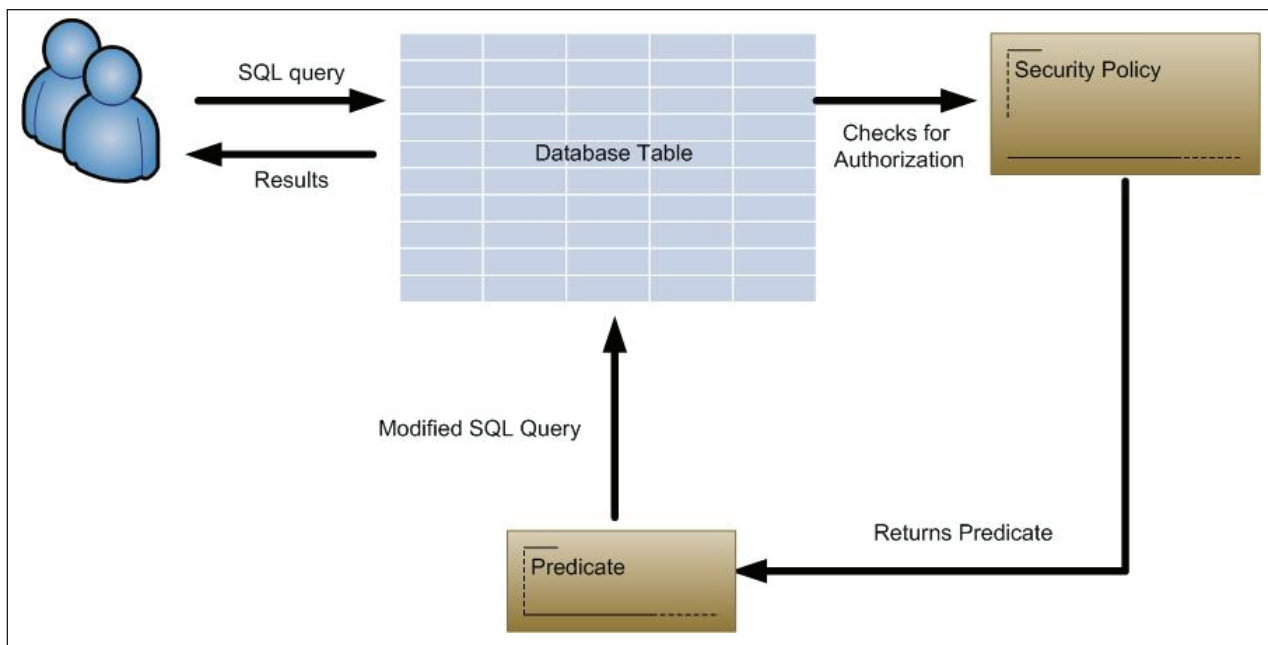 SQL query
Results
Database Table
Checks for
Authorization
Security Policy
Modified SQL Query
Returns Predicate
Predicate